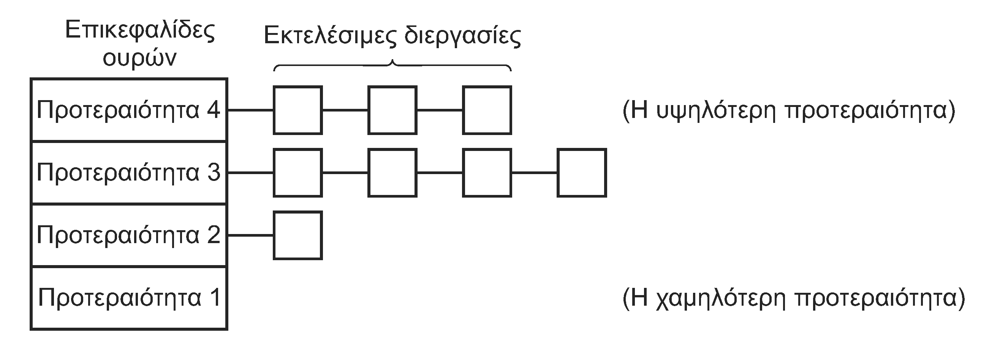 Επικεφαλίδες
ουρών
Εκτελέσιμες διεργασίες
Προτεραιότητα 4
(Η υψηλότερη προτεραιότητα)
Προτεραιότητα 3
Προτεραιότητα 2
Προτεραιότητα 1
(Η χαμηλότερη προτεραιότητα)